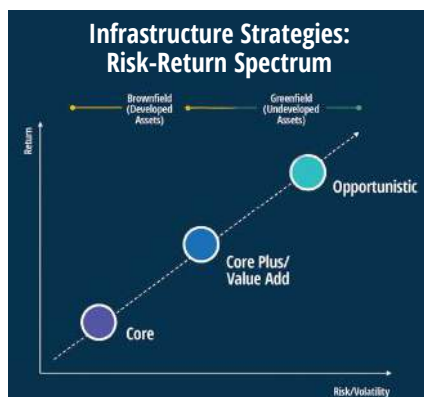 Infrastructure Strategies:
Risk-Return Spectrum
Brownfield
(Developed
Assets)
Greenfield
(Undeveloped
Assets)
Return
Opportunistic
Core Plus/
Value Add
Core
Risk/Volatility